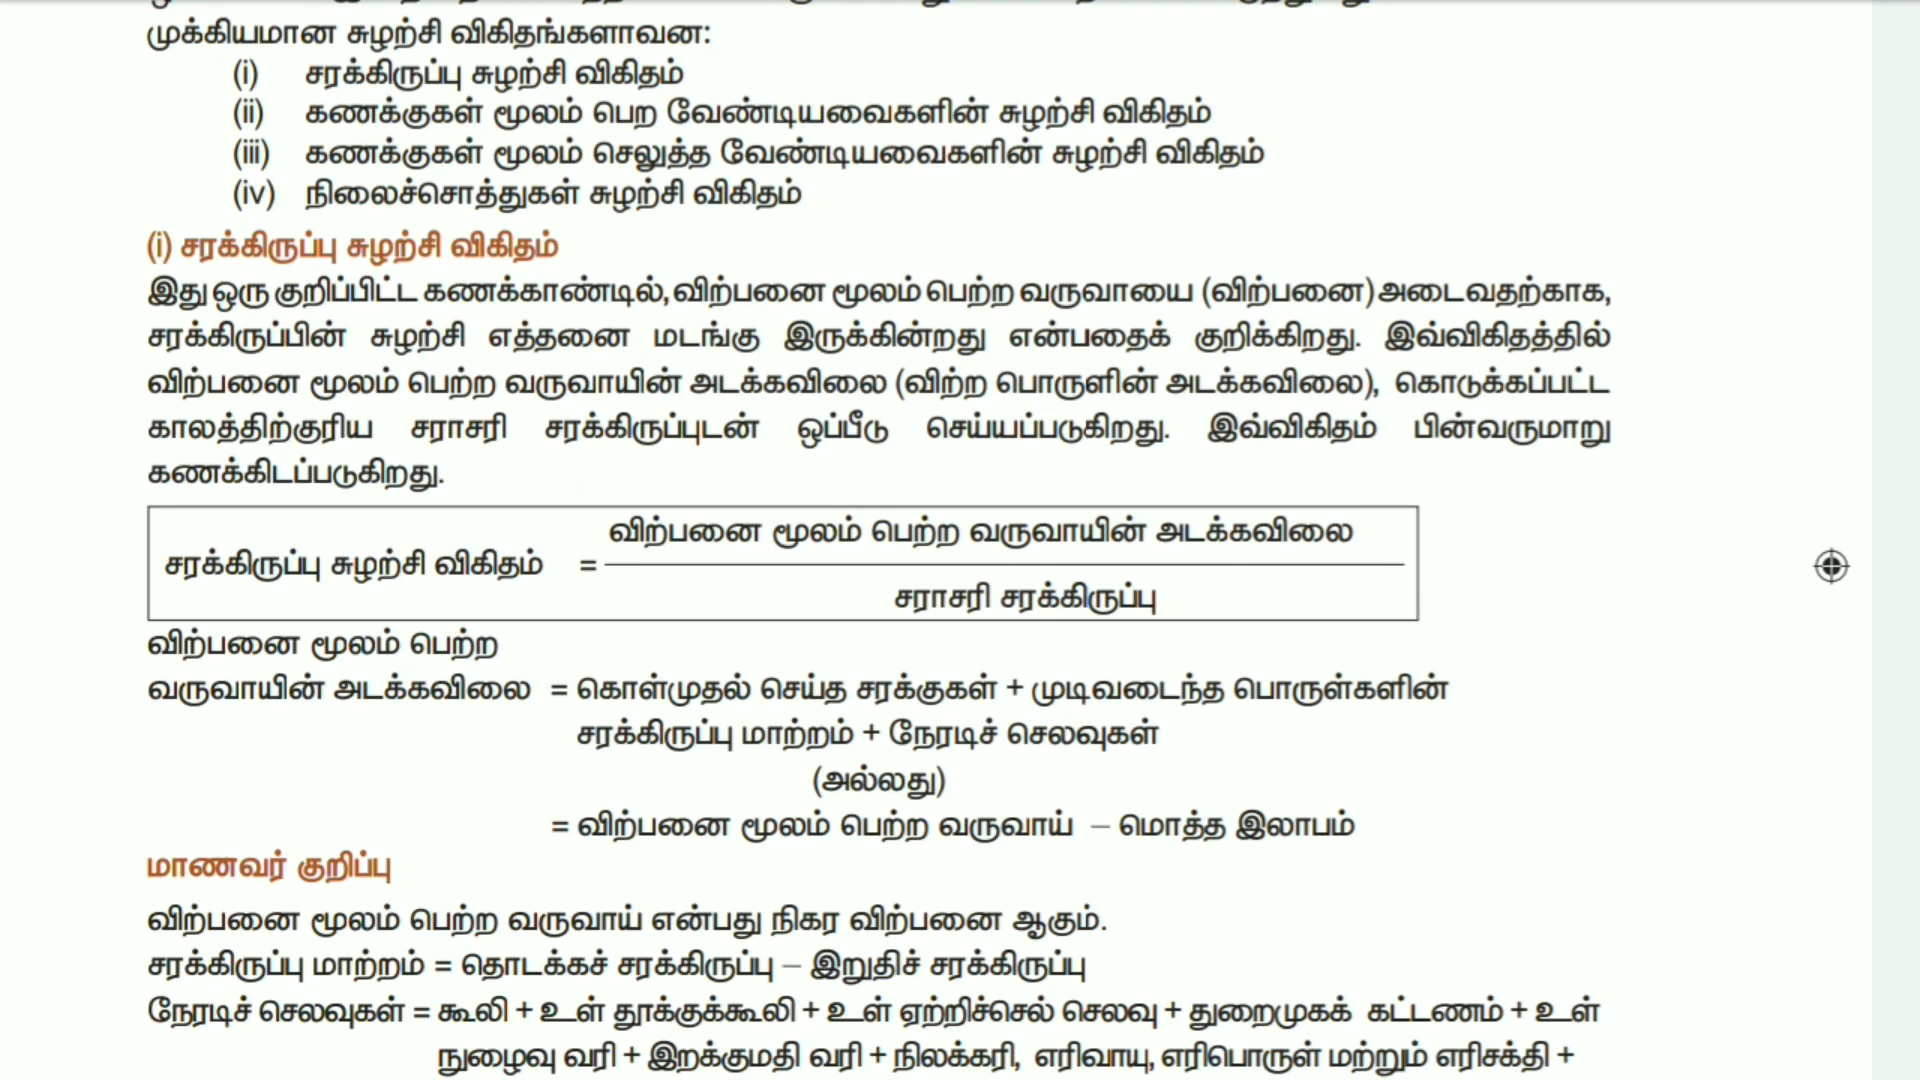 முக்கியமான சுழற்சி விகிதங்களாவன:
(i) சரக்கிருப்பு சுழற்சி விகிதம்
(ii) கணக்குகள் மூலம் பெற வேண்டியவைகளின் சுழற்சி விகிதம்
(iii) கணக்குகள் மூலம் செலுத்த வேண்டியவைகளின் சுழற்சி விகிதம்
(iv) நிலைச்சொத்துகள் சுழற்சி விகிதம்
(i) சரக்கிருப்பு சுழற்சி விகிதம்
இது ஒரு குறிப்பிட்ட கணக்காண்டில், விற்பனை மூலம் பெற்ற வருவாயை (விற்பனை) அடைவதற்காக,
சரக்கிருப்பின் சுழற்சி எத்தனை மடங்கு இருக்கின்றது என்பதைக் குறிக்கிறது. இவ்விகிதத்தில்
விற்பனை மூலம் பெற்ற வருவாயின் அடக்கவிலை (விற்ற பொருளின் அடக்கவிலை), கொடுக்கப்பட்ட
காலத்திற்குரிய சராசரி சரக்கிருப்புடன் ஒப்பீடு செய்யப்படுகிறது. இவ்விகிதம் பின்வருமாறு
கணக்கிடப்படுகிறது.
விற்பனை மூலம் பெற்ற வருவாயின் அடக்கவிலை
சரக்கிருப்பு சுழற்சி விகிதம் =
சராசரி சரக்கிருப்பு
விற்பனை மூலம் பெற்ற
வருவாயின் அடக்கவிலை = கொள்முதல் செய்த சரக்குகள் + முடிவடைந்த பொருள்களின்
சரக்கிருப்பு மாற்றம் + நேரடிச் செலவுகள்
(அல்லது)
= விற்பனை மூலம் பெற்ற வருவாய் – மொத்த இலாபம்
மாணவர் குறிப்பு
விற்பனை மூலம் பெற்ற வருவாய் என்பது நிகர விற்பனை ஆகும்.
சரக்கிருப்பு மாற்றம் = தொடக்கச் சரக்கிருப்பு – இறுதிச் சரக்கிருப்பு
நேரடிச் செலவுகள் = கூலி + உள் தூக்குக்கூலி + உள் ஏற்றிச்செல் செலவு + துறைமுகக் கட்டணம் + உள்
நுழைவு வரி + இறக்குமதி வரி + நிலக்கரி, எரிவாயு, எரிபொருள் மற்றும் எரிசக்தி +